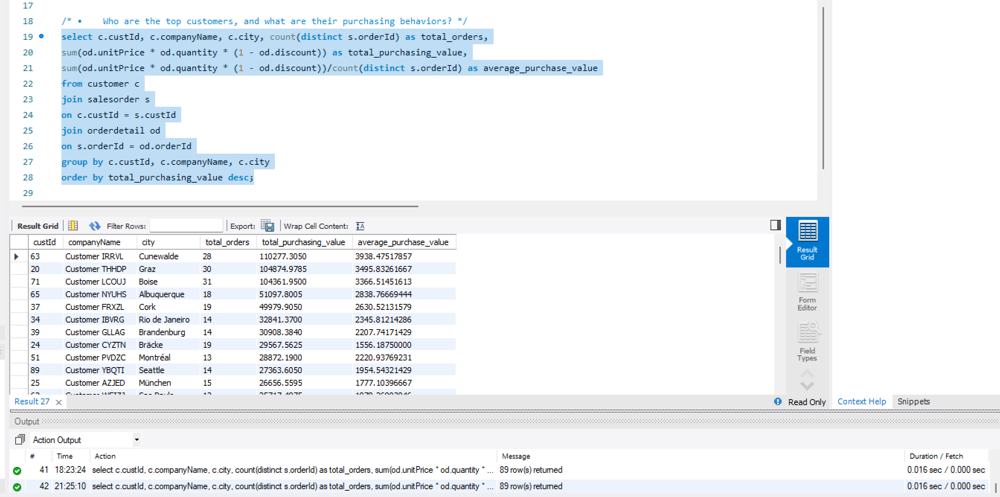 17
18 /* •    Who are the top customers, and what are their purchasing behaviors? */
19 select c.custId, c.companyName, c.city, count(distinct s.orderId) as total_orders,
20 sum(od.unitPrice * od.quantity * (1 - od.discount)) as total_purchasing_value,
21 sum(od.unitPrice * od.quantity * (1 - od.discount))/count(distinct s.orderId) as average_purchase_value
22 from customer c
23 join salesorder s
24 on c.custId = s.custId
25 join orderdetail od
26 on s.orderId = od.orderId
27 group by c.custId, c.companyName, c.city
28 order by total_purchasing_value desc;
29
Result Grid Filter Rows: Export: Wrap Cell Content:
custId companyName city total_orders total_purchasing_value average_purchase_value
63 Customer IRRVL Cunewalde 28 110277.3050 3938.47517857
20 Customer THHDP Graz 30 104874.9785 3495.83261667
71 Customer LCOUJ Boise 31 104361.9500 3366.51451613
65 Customer NYUHS Albuquerque 18 51097.8005 2838.76669444
37 Customer FRXZL Cork 19 49979.9050 2630.52131579
34 Customer IBVRG Rio de Janeiro 14 32841.3700 2345.81214286
39 Customer GLLAG Brandenburg 14 30908.3840 2207.74171429
24 Customer CYZTN Bräcke 19 29567.5625 1556.18750000
51 Customer PVDZC Montréal 13 28872.1900 2220.93769231
89 Customer YBQTI Seattle 14 27363.6050 1954.54321429
25 Customer AZJED München 15 26656.5595 1777.10396667
Result
Grid
Form
Editor
Field
Types
Result 27 Read Only Context Help Snippets
Output
Action Output
# Time Action Message Duration / Fetch
41 18:23:24 select c.custId, c.companyName, c.city, count(distinct s.orderId) as total_orders, sum(od.unitPrice * od.quantity * ... 89 row(s) returned 0.016 sec / 0.000 sec
42 21:25:10 select c.custId, c.companyName, c.city, count(distinct s.orderId) as total_orders, sum(od.unitPrice * od.quantity * ... 89 row(s) returned 0.016 sec / 0.000 sec